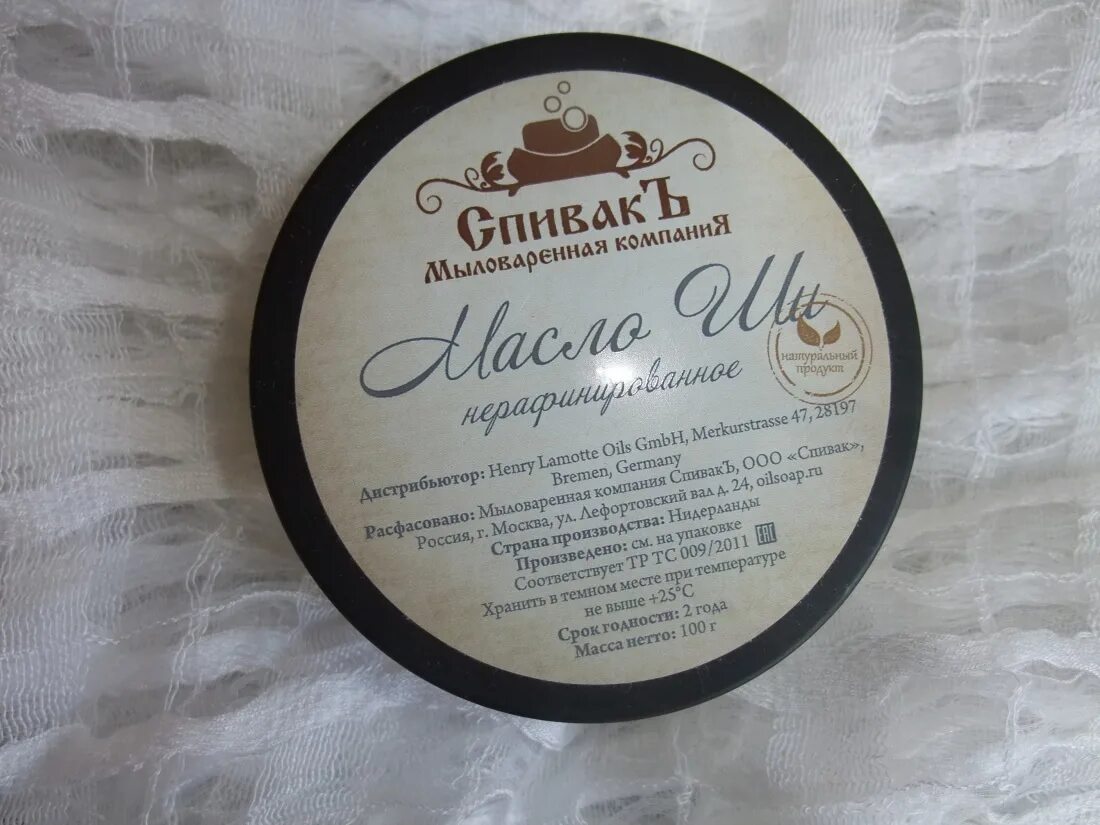 СпивакЪ
Мыловаренная компания
Масло Ши
нерафинированное
натуральный
продукт
Дистрибьютор: Henry Lamotte Oils GmbH, Merkurstrasse 47, 28197
Bremen, Germany
Расфасовано: Мыловаренная компания СпивакЪ, ООО «Спивак»,
Россия, г. Москва, ул. Лефортовский вал д. 24, oilsoap.ru
Страна производства: Нидерланды
Произведено: см. на упаковке
Соответствует ТР ТС 009/2011 EAC
Хранить в темном месте при температуре
не выше +25°C
Срок годности: 2 года
Масса нетто: 100 г